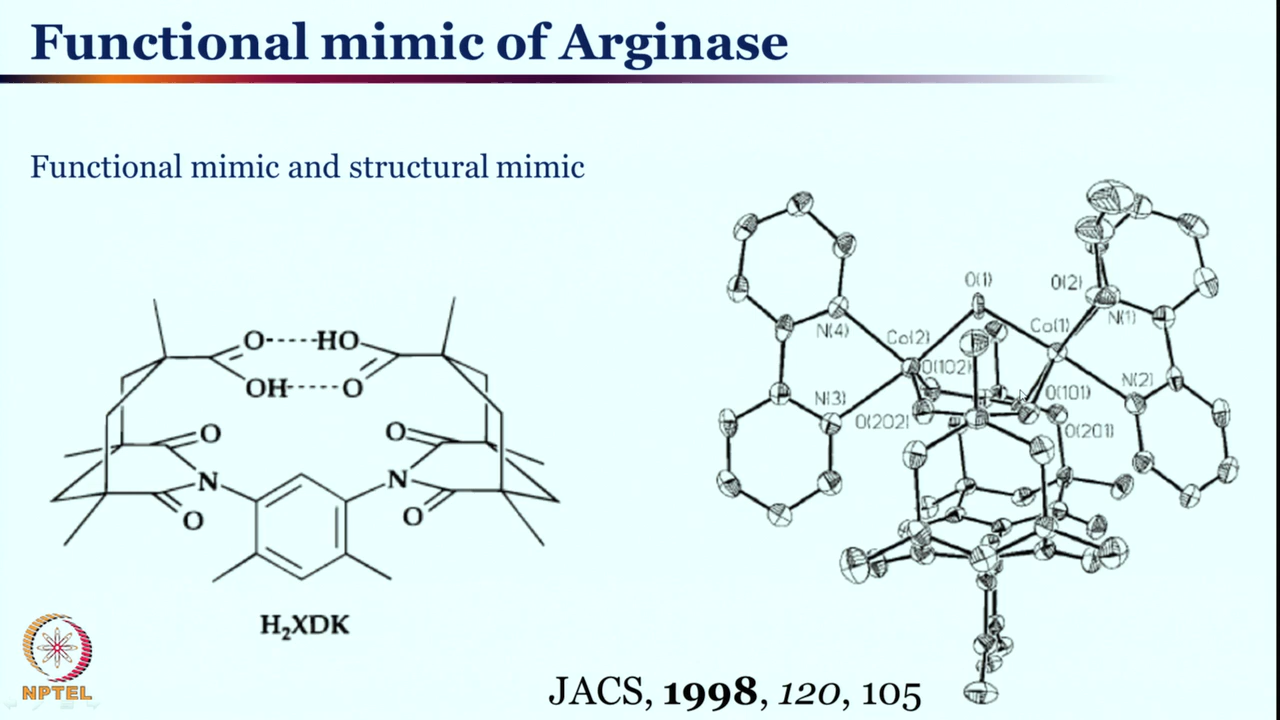 Functional mimic of Arginase
Functional mimic and structural mimic
O HO
OH O
O O
N N
O O
H₂XDK
O(1)
O(2)
Co(1)
N(1)
N(4)
Co(2)
O(102)
N(2)
O(101)
N(3)
O(202)
O(201)
NPTEL
JACS, 1998, 120, 105